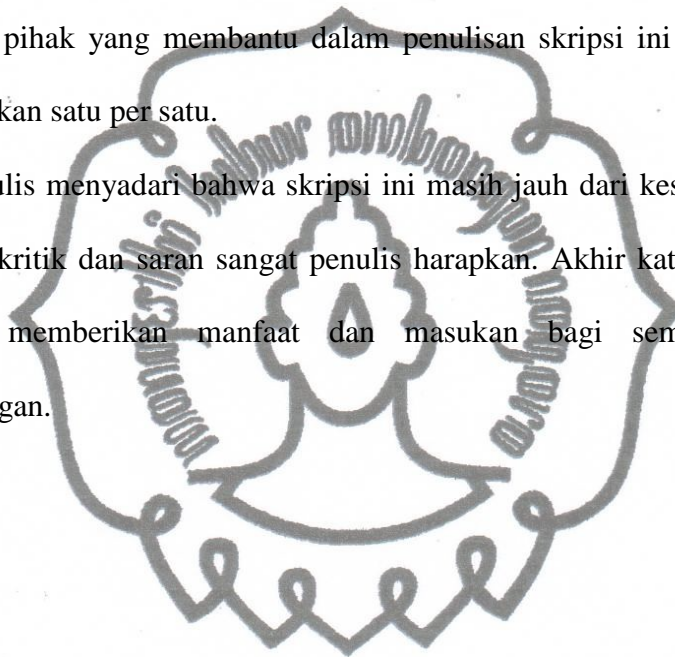 pihak yang membantu dalam penulisan skripsi ini
kan satu per satu.
ulis menyadari bahwa skripsi ini masih jauh dari kes
kritik dan saran sangat penulis harapkan. Akhir kat
memberikan manfaat dan masukan bagi sem
gan.